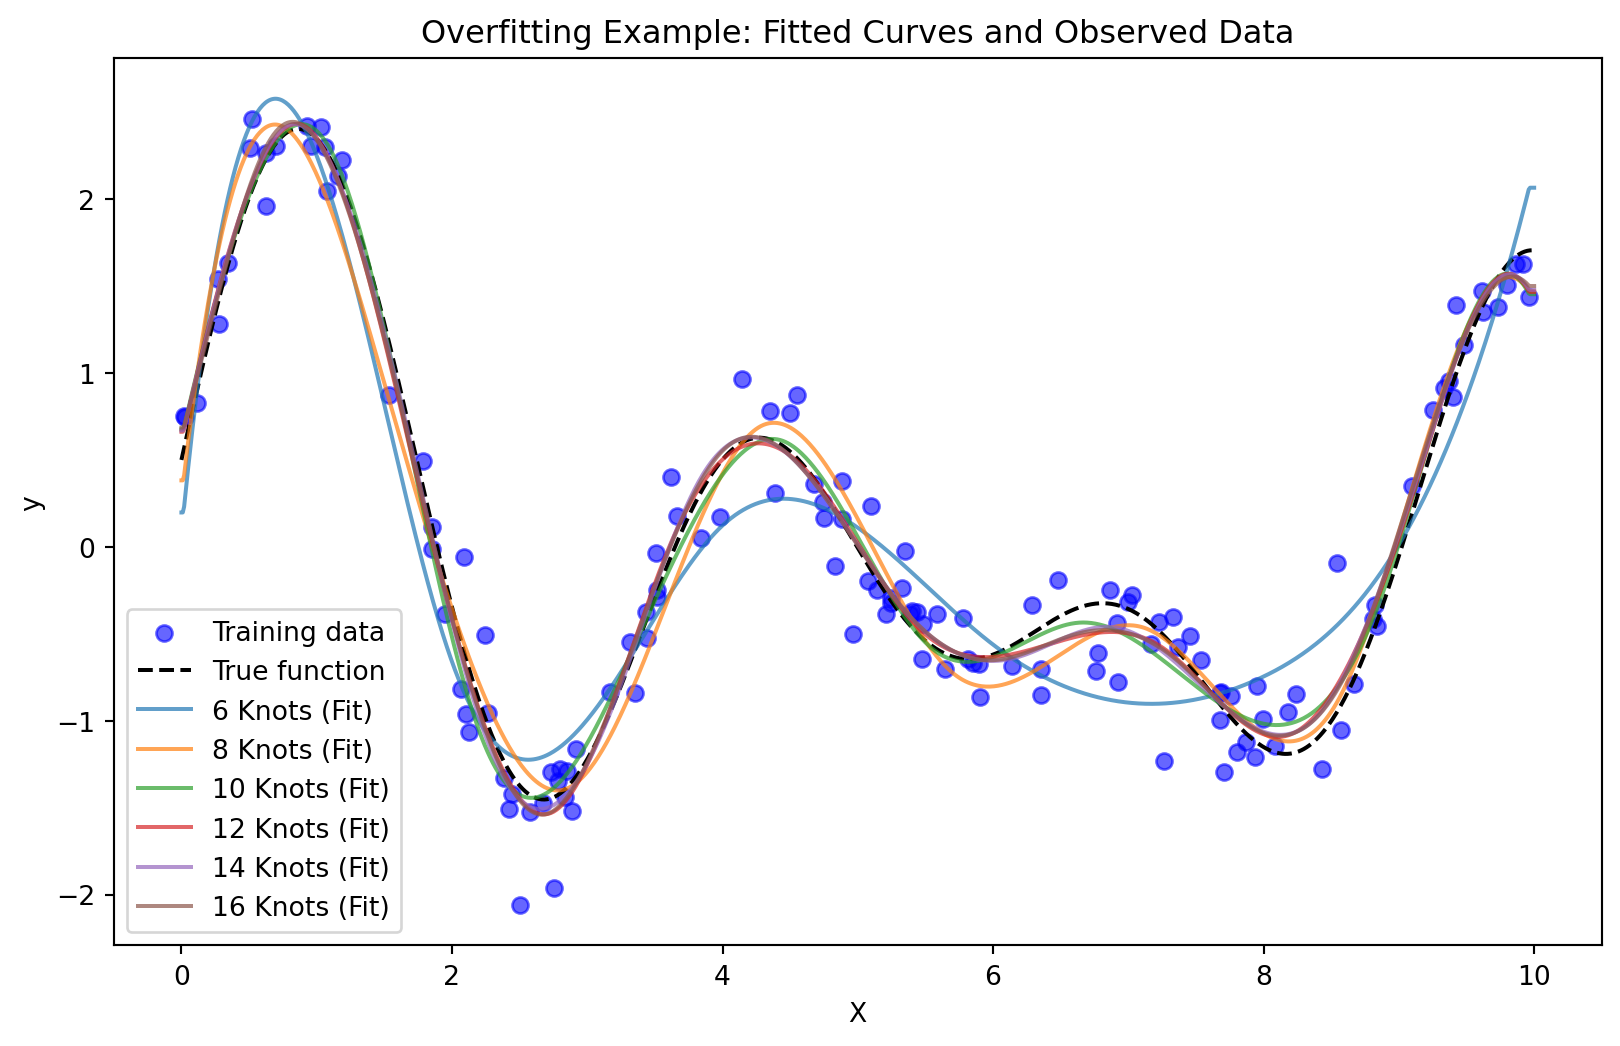 Overfitting Example: Fitted Curves and Observed Data
y
2
1
0
−1
−2
Training data
True function
6 Knots (Fit)
8 Knots (Fit)
10 Knots (Fit)
12 Knots (Fit)
14 Knots (Fit)
16 Knots (Fit)
0 2 4 6 8 10
X